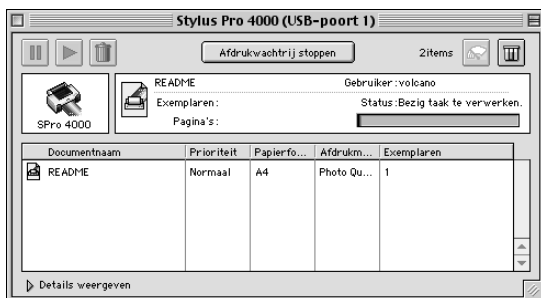 Stylus Pro 4000 (USB-poort 1)
Afdrukwachtrij stoppen
2items
SPro 4000
README
Gebruiker:volcano
Exemplaren:
Status:Bezig taak te verwerken.
Pagina's:
Documentnaam Prioriteit Papierfo... Afdrukm... Exemplaren
README Normaal A4 Photo Qu... 1
Details weergeven